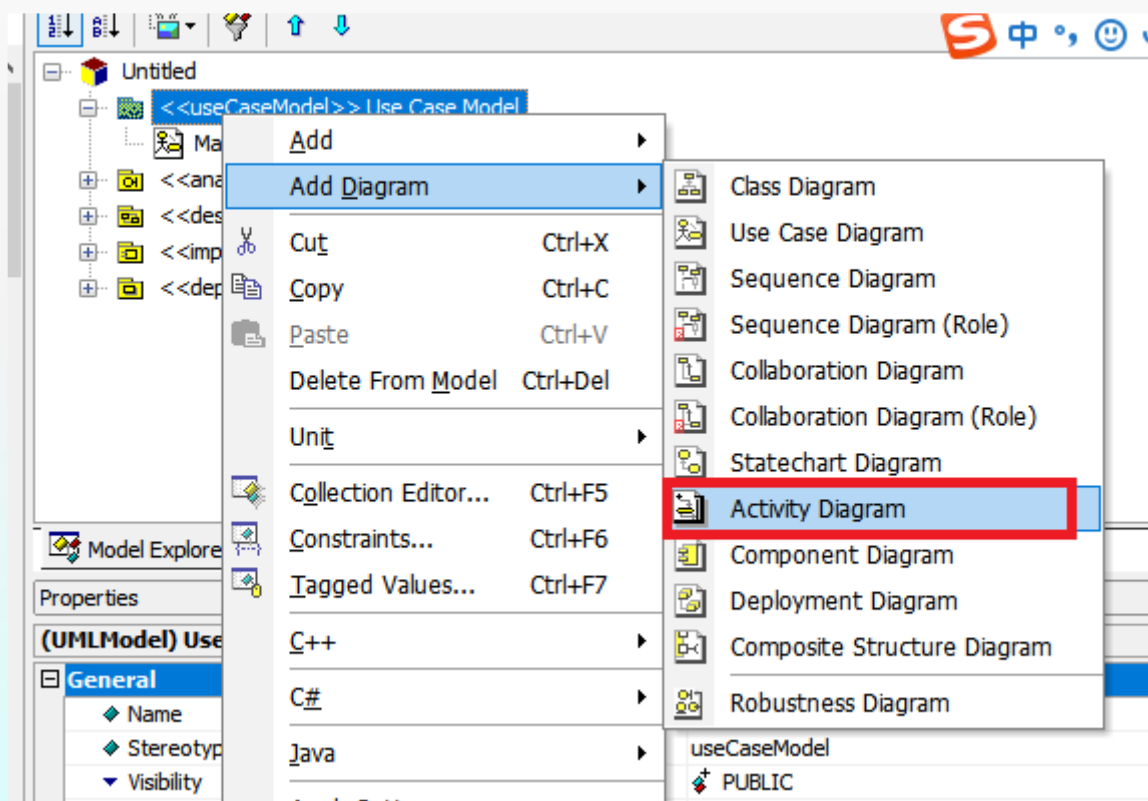 中
Untitled
<<useCaseModel>> Use Case Model
Ma
<<ana
<<des
<<imp
<<dep
Add
Add Diagram
Cut Ctrl+X
Copy Ctrl+C
Paste Ctrl+V
Delete From Model Ctrl+Del
Unit
Collection Editor... Ctrl+F5
Constraints... Ctrl+F6
Tagged Values... Ctrl+F7
C++
C#
Java
Class Diagram
Use Case Diagram
Sequence Diagram
Sequence Diagram (Role)
Collaboration Diagram
Collaboration Diagram (Role)
Statechart Diagram
Activity Diagram
Component Diagram
Deployment Diagram
Composite Structure Diagram
Robustness Diagram
Model Explore
Properties
(UMLModel) Use
General
Name
Stereotyp
useCaseModel
Visibility
PUBLIC